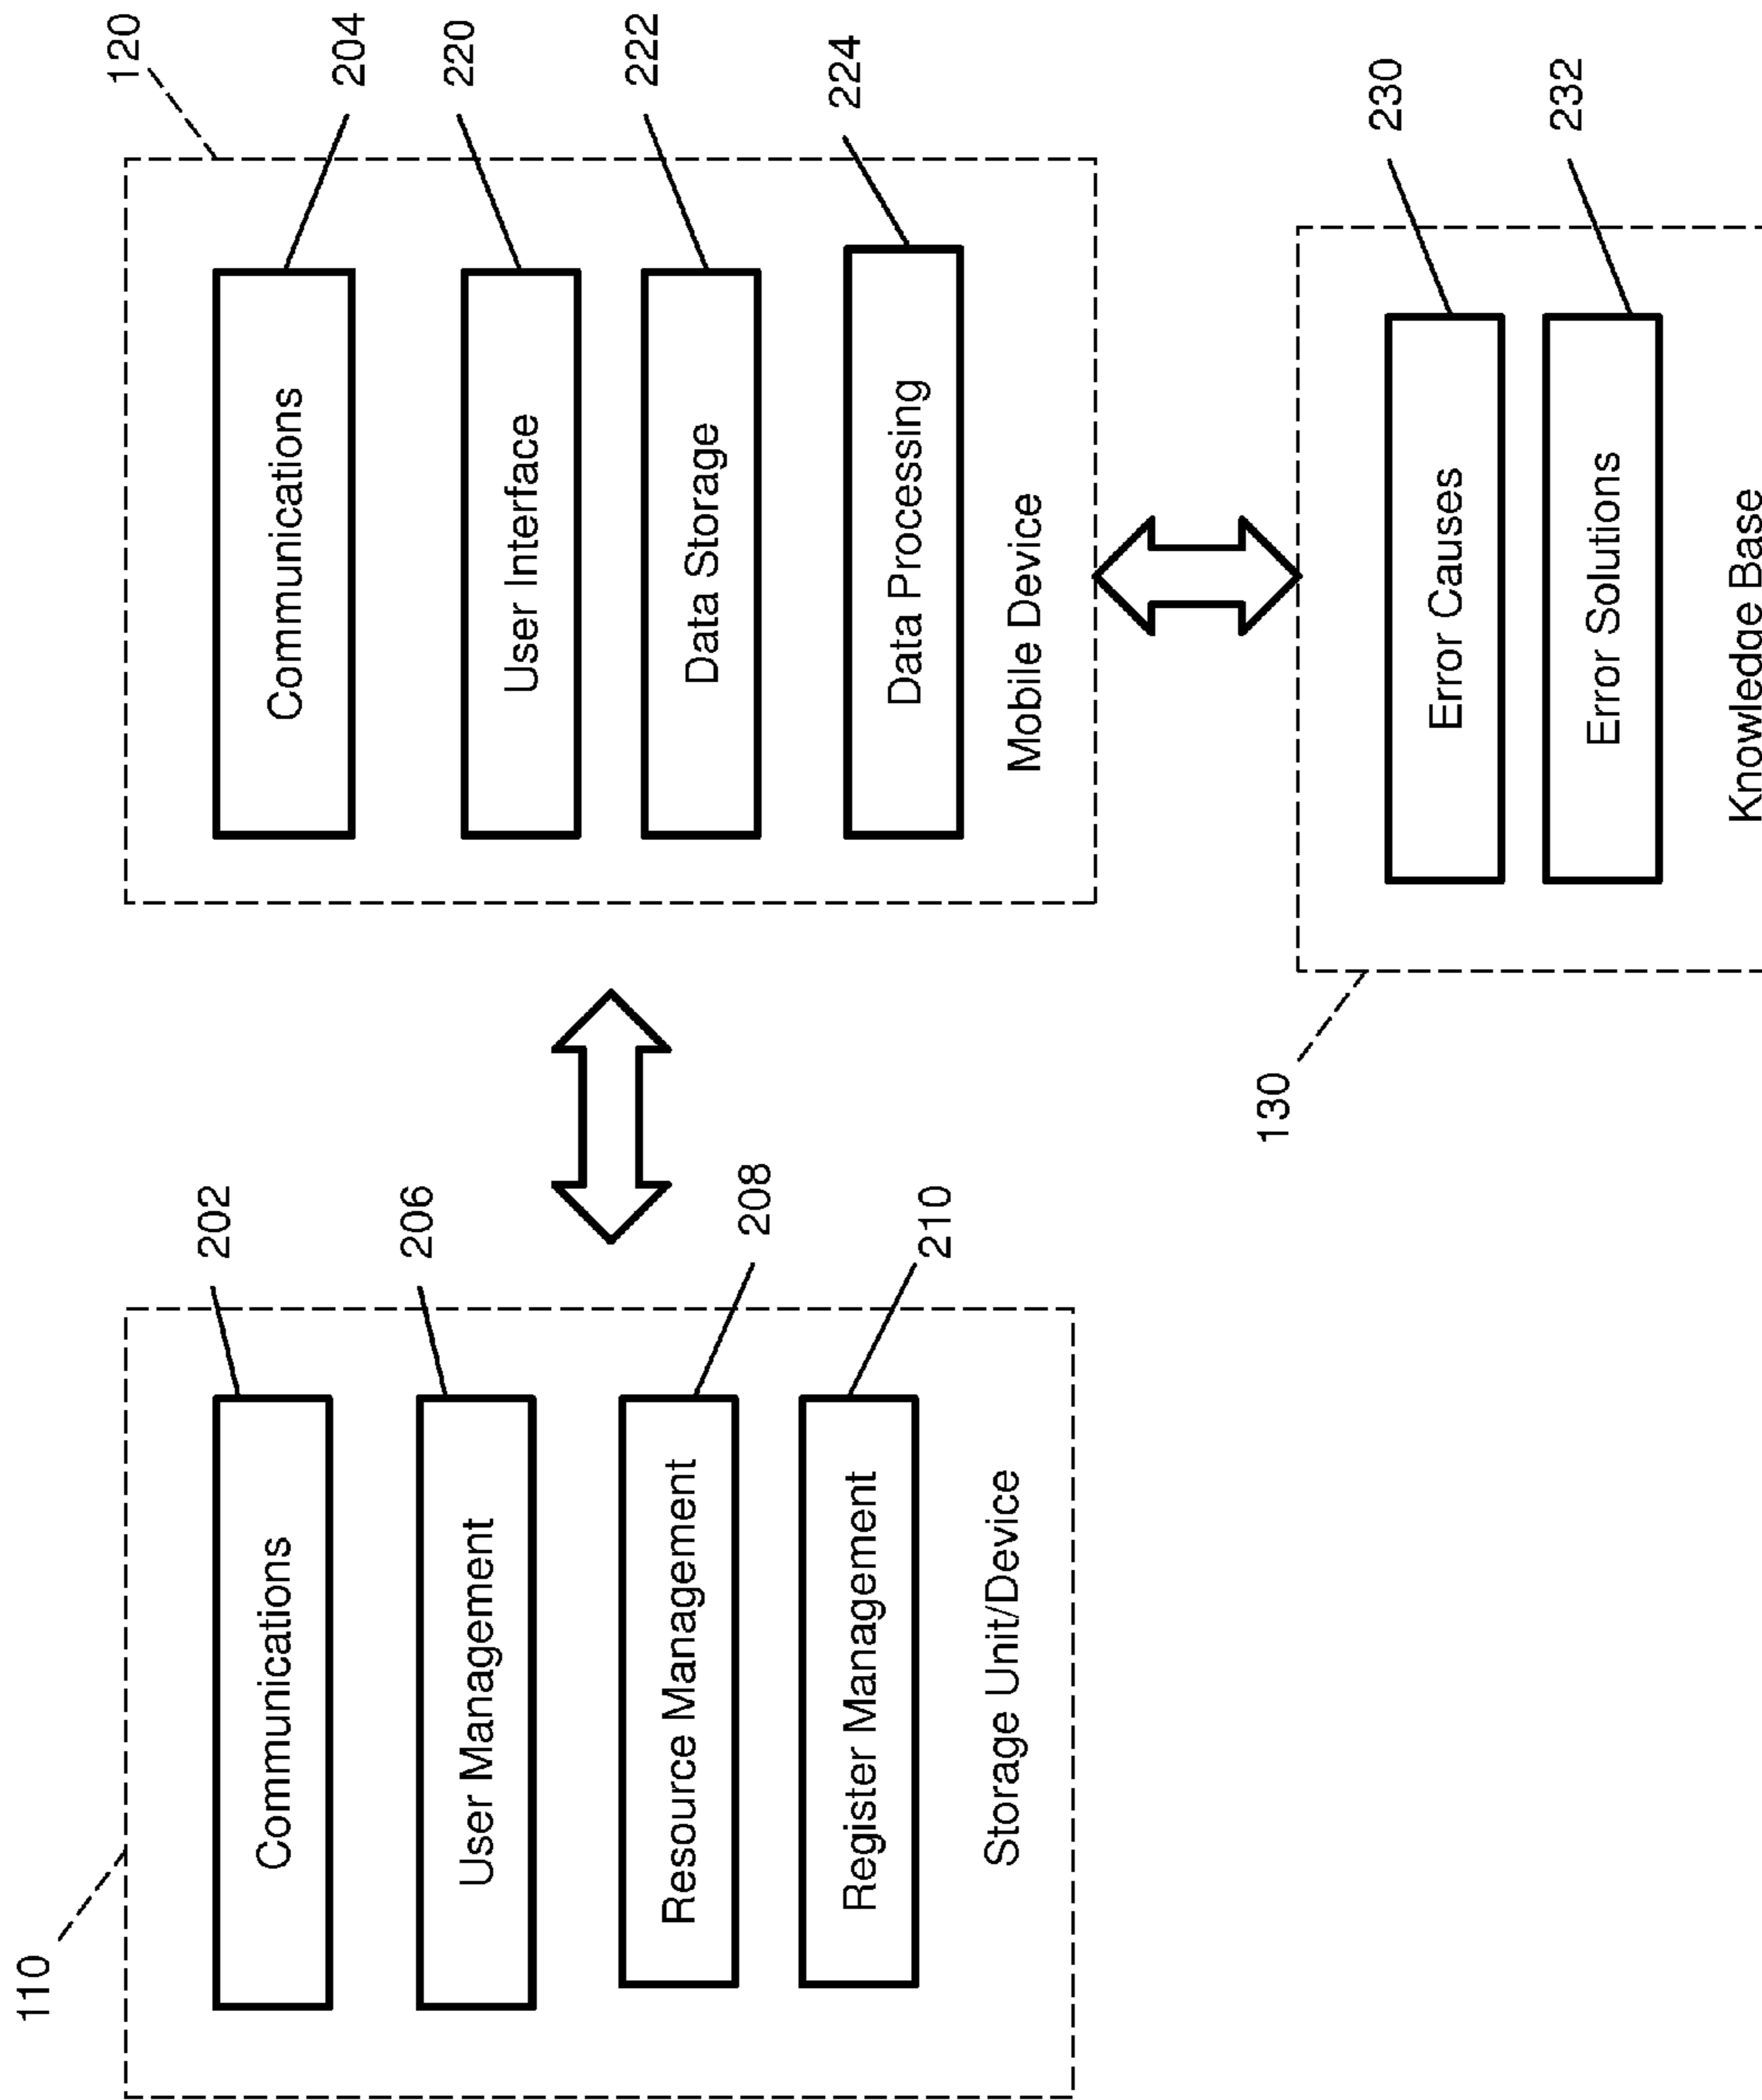 110
Communications
202
User Management
206
Resource Management
208
Register Management
210
Storage Unit/Device
120
Communications
204
User Interface
220
Data Storage
222
Data Processing
224
Mobile Device
130
Error Causes
230
Error Solutions
232
Knowledge Base